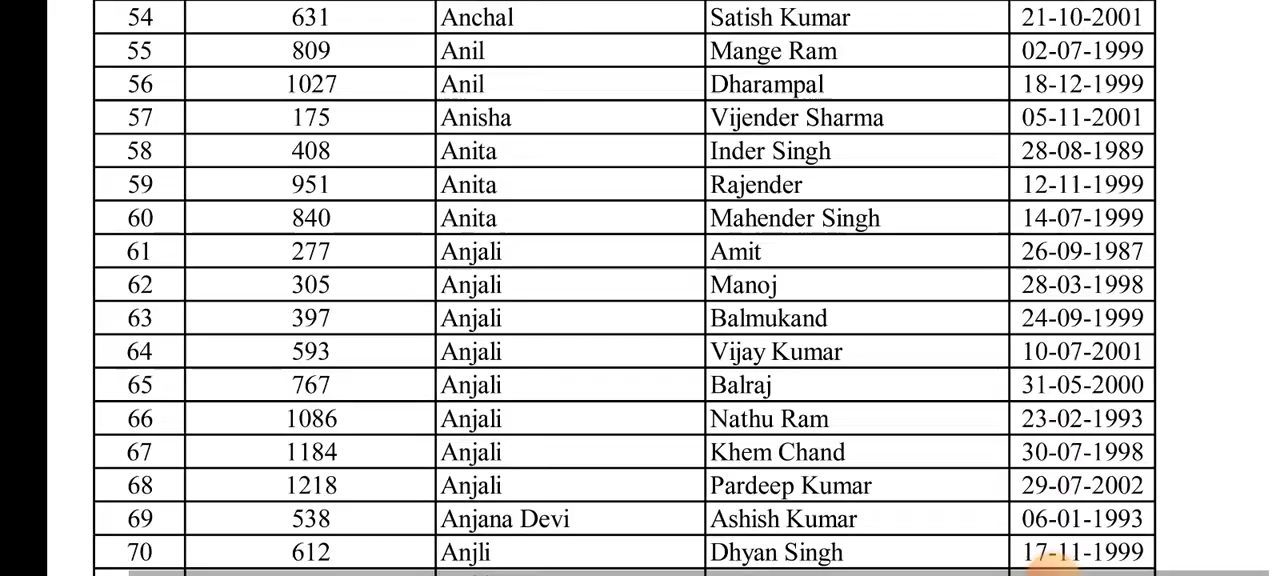 54 631 Anchal Satish Kumar 21-10-2001
55 809 Anil Mange Ram 02-07-1999
56 1027 Anil Dharampal 18-12-1999
57 175 Anisha Vijender Sharma 05-11-2001
58 408 Anita Inder Singh 28-08-1989
59 951 Anita Rajender 12-11-1999
60 840 Anita Mahender Singh 14-07-1999
61 277 Anjali Amit 26-09-1987
62 305 Anjali Manoj 28-03-1998
63 397 Anjali Balmukand 24-09-1999
64 593 Anjali Vijay Kumar 10-07-2001
65 767 Anjali Balraj 31-05-2000
66 1086 Anjali Nathu Ram 23-02-1993
67 1184 Anjali Khem Chand 30-07-1998
68 1218 Anjali Pardeep Kumar 29-07-2002
69 538 Anjana Devi Ashish Kumar 06-01-1993
70 612 Anjli Dhyan Singh 17-11-1999